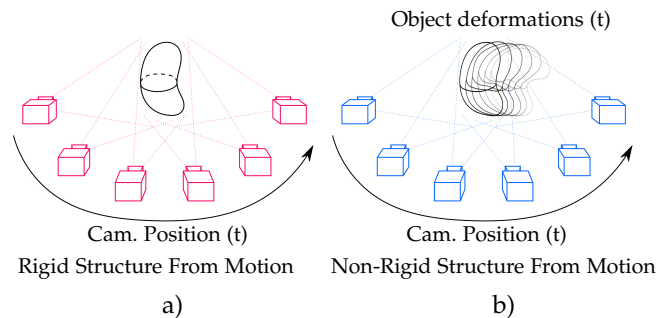 Object deformations (t)
Cam. Position (t)
Rigid Structure From Motion
a)
Cam. Position (t)
Non-Rigid Structure From Motion
b)